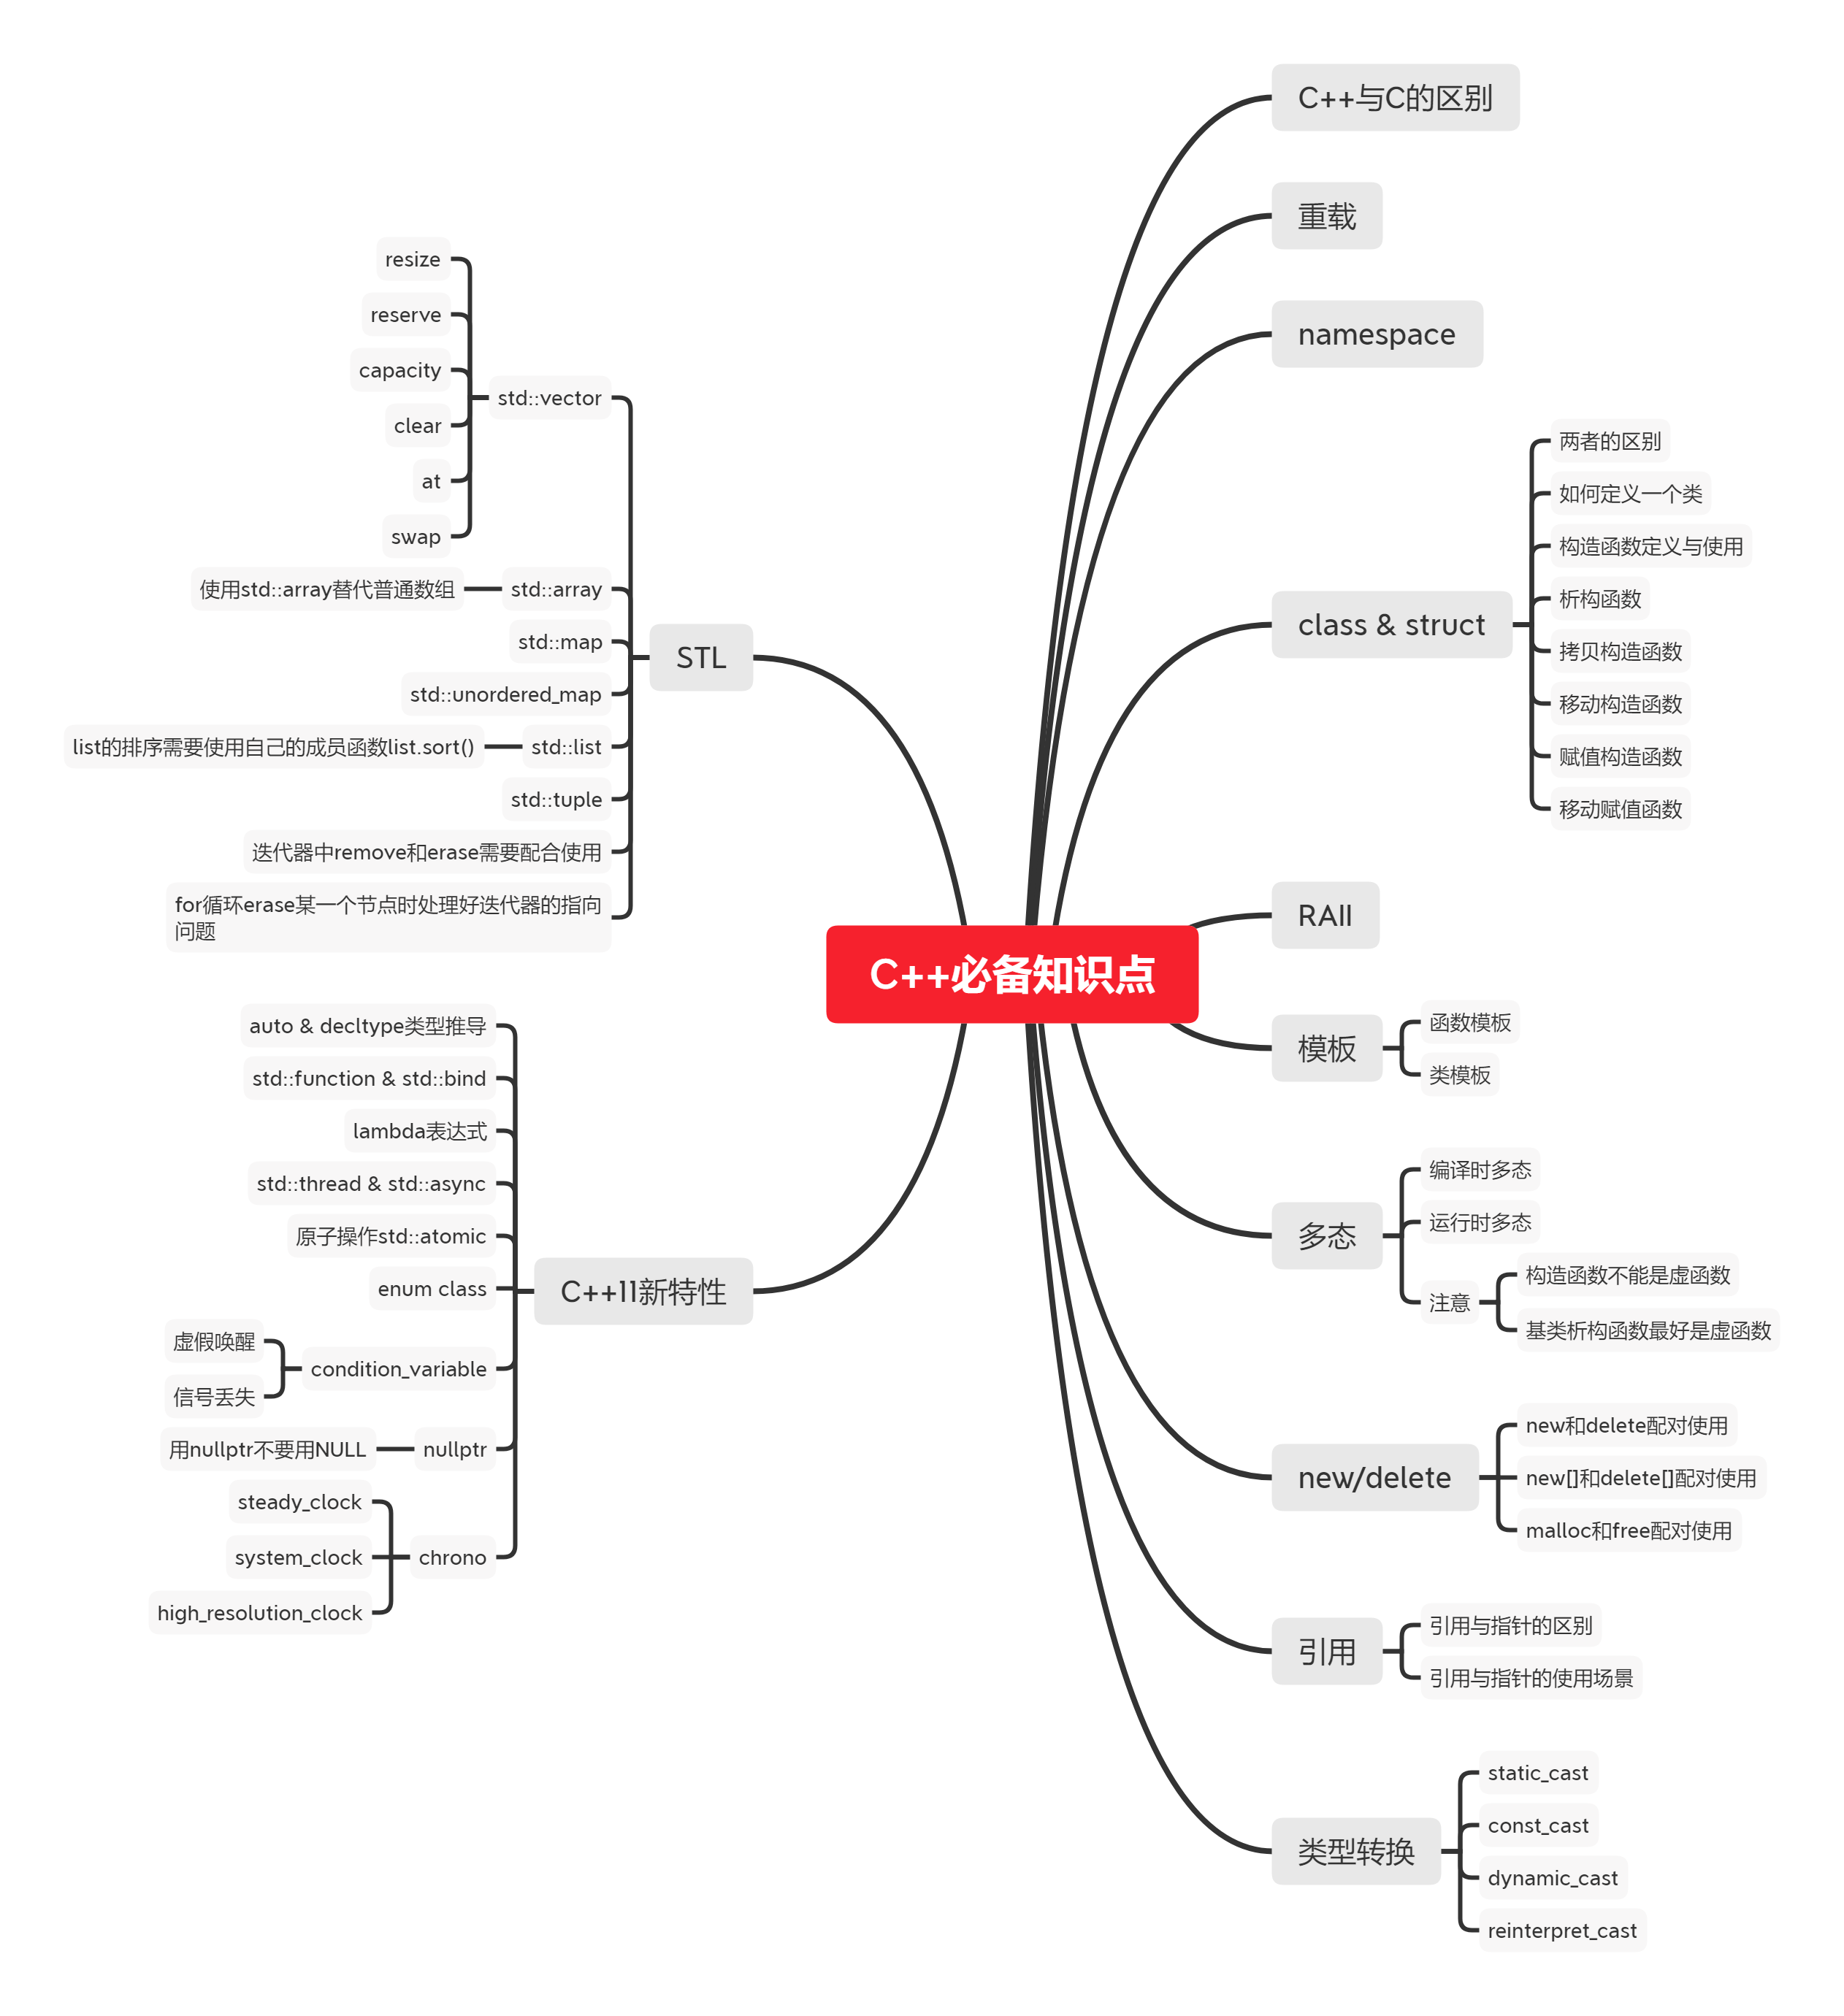 C++必备知识点
C++与C的区别
重载
namespace
class & struct
两者的区别
如何定义一个类
构造函数定义与使用
析构函数
拷贝构造函数
移动构造函数
赋值构造函数
移动赋值函数
RAII
模板
函数模板
类模板
多态
编译时多态
运行时多态
注意
构造函数不能是虚函数
基类析构函数最好是虚函数
new/delete
new和delete配对使用
new[]和delete[]配对使用
malloc和free配对使用
引用
引用与指针的区别
引用与指针的使用场景
类型转换
static_cast
const_cast
dynamic_cast
reinterpret_cast
STL
std::vector
resize
reserve
capacity
clear
at
swap
std::array
使用std::array替代普通数组
std::map
std::unordered_map
std::list
list的排序需要使用自己的成员函数list.sort()
std::tuple
迭代器中remove和erase需要配合使用
for循环erase某一个节点时处理好迭代器的指向
问题
C++11新特性
auto & decltype类型推导
std::function & std::bind
lambda表达式
std::thread & std::async
原子操作std::atomic
enum class
condition_variable
虚假唤醒
信号丢失
nullptr
用nullptr不要用NULL
chrono
steady_clock
system_clock
high_resolution_clock